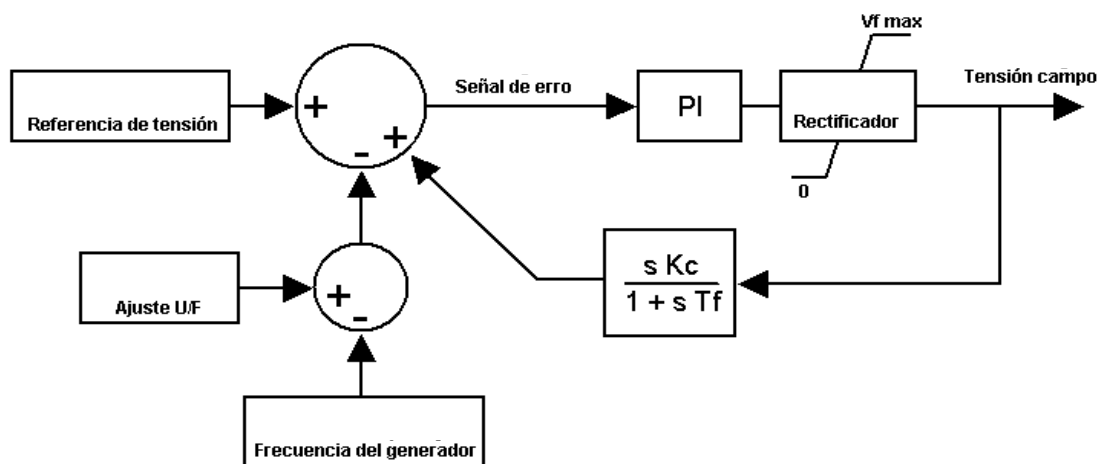 Vf max
Señal de erro
Tensión campo
Referencia de tensión
+
+
-
PI
Rectificador
0
s Kc
1 + s Tf
Ajuste U/F
+
-
Frecuencia del generador